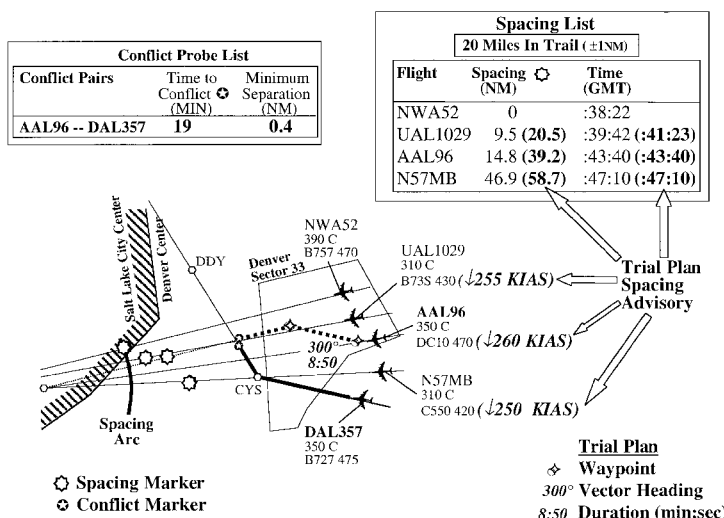 Conflict Probe List
Conflict Pairs Time to Conflict (MIN) Minimum Separation (NM)
AAL96 -- DAL357 19 0.4
Spacing List
20 Miles In Trail (±1NM)
Flight Spacing (NM) Time (GMT)
NWA52 0 :38:22
UAL1029 9.5 (20.5) :39:42 (:41:23)
AAL96 14.8 (39.2) :43:40 (:43:40)
N57MB 46.9 (58.7) :47:10 (:47:10)
Salt Lake City Center
Denver Center
DDY
Denver
Sector 33
NWA52
390 C
B757 470
UAL1029
310 C
B73S 430 (↓255 KIAS)
AAL96
350 C
DC10 470 (↓260 KIAS)
300°
8:50
CYS
N57MB
310 C
C550 420 (↓250 KIAS)
DAL357
350 C
B727 475
Trial Plan
Spacing
Advisory
Spacing
Arc
Spacing Marker
Conflict Marker
Trial Plan
Waypoint
300° Vector Heading
8:50 Duration (min:sec)